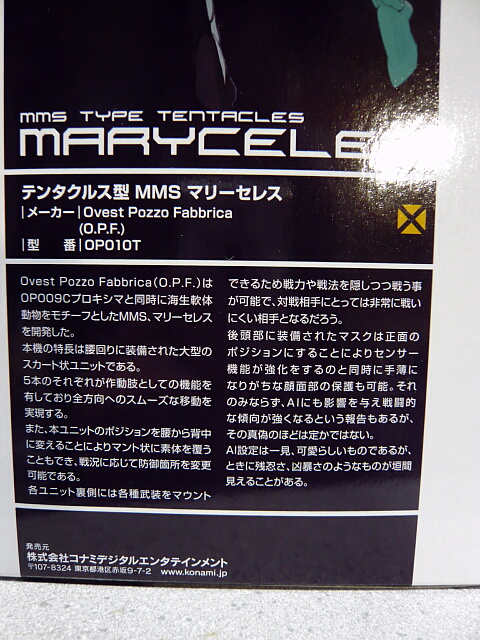 MMS TYPE TENTACLES
MARYCELE
テンタクルス型 MMS マリーセレス
|メーカー|Ovest Pozzo Fabbrica
(O.P.F.)
|型 番|OP010T
Ovest Pozzo Fabbrica(O.P.F.)は
OP009Cプロキシマと同時に海生軟体
動物をモチーフとしたMMS、マリーセレス
を開発した。
本機の特長は腰回りに装備された大型の
スカート状ユニットである。
5本のそれぞれが作動肢としての機能を
有しており全方向へのスムーズな移動を
実現する。
また、本ユニットのポジションを腰から背中
に変えることによりマント状に素体を覆う
こともでき、戦況に応じて防御箇所を変更
可能である。
各ユニット裏側には各種武装をマウント
できるため戦力や戦法を隠しつつ戦う事
が可能で、対戦相手にとっては非常に戦い
にくい相手となるだろう。
後頭部に装備されたマスクは正面の
ポジションにすることによりセンサー
機能が強化をするのと同時に手薄に
なりがちな顔面部の保護も可能。それ
のみならず、AIにも影響を与え戦闘的
な傾向が強くなるという報告もあるが、
その真偽のほどは定かではない。
AI設定は一見、可愛らしいものであるが、
ときに残忍さ、凶暴さのようなものが垣間
見えることがある。
発売元
株式会社コナミデジタルエンタテインメント
〒107-8324 東京都港区赤坂9-7-2 www.konami.jp